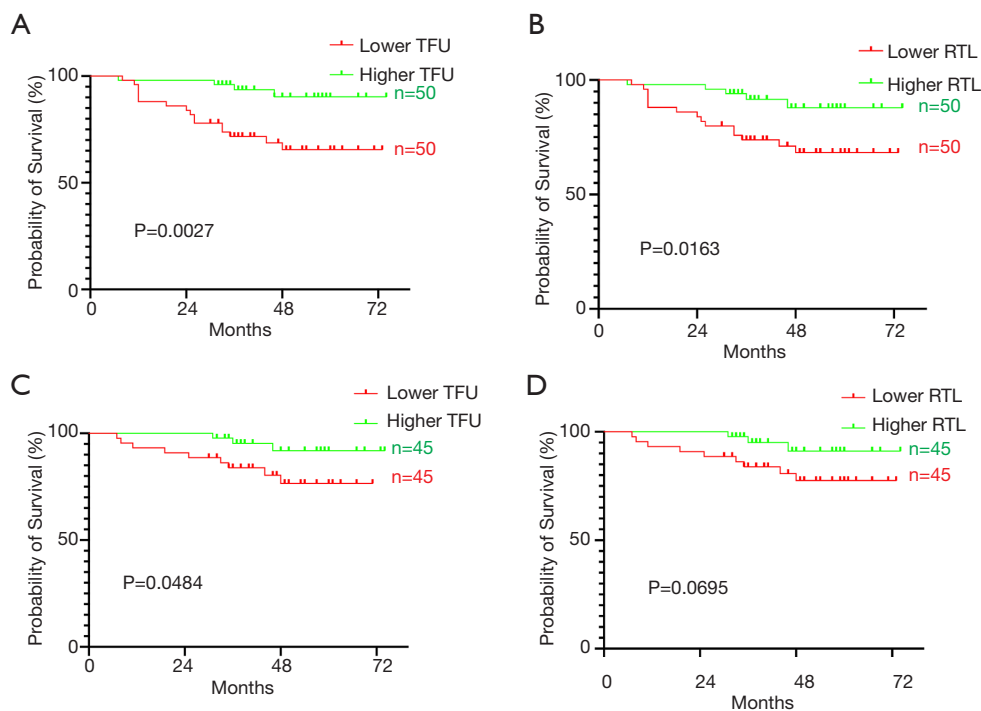 A
Lower TFU
Higher TFU
Probability of Survival (%)
100
50
0
n=50
n=50
P=0.0027
0 24 48 72
Months
B
Lower RTL
Higher RTL
Probability of Survival (%)
100
50
0
n=50
n=50
P=0.0163
0 24 48 72
Months
C
Lower TFU
Higher TFU
Probability of Survival (%)
100
50
0
n=45
n=45
P=0.0484
0 24 48 72
Months
D
Lower RTL
Higher RTL
Probability of Survival (%)
100
50
0
n=45
n=45
P=0.0695
0 24 48 72
Months